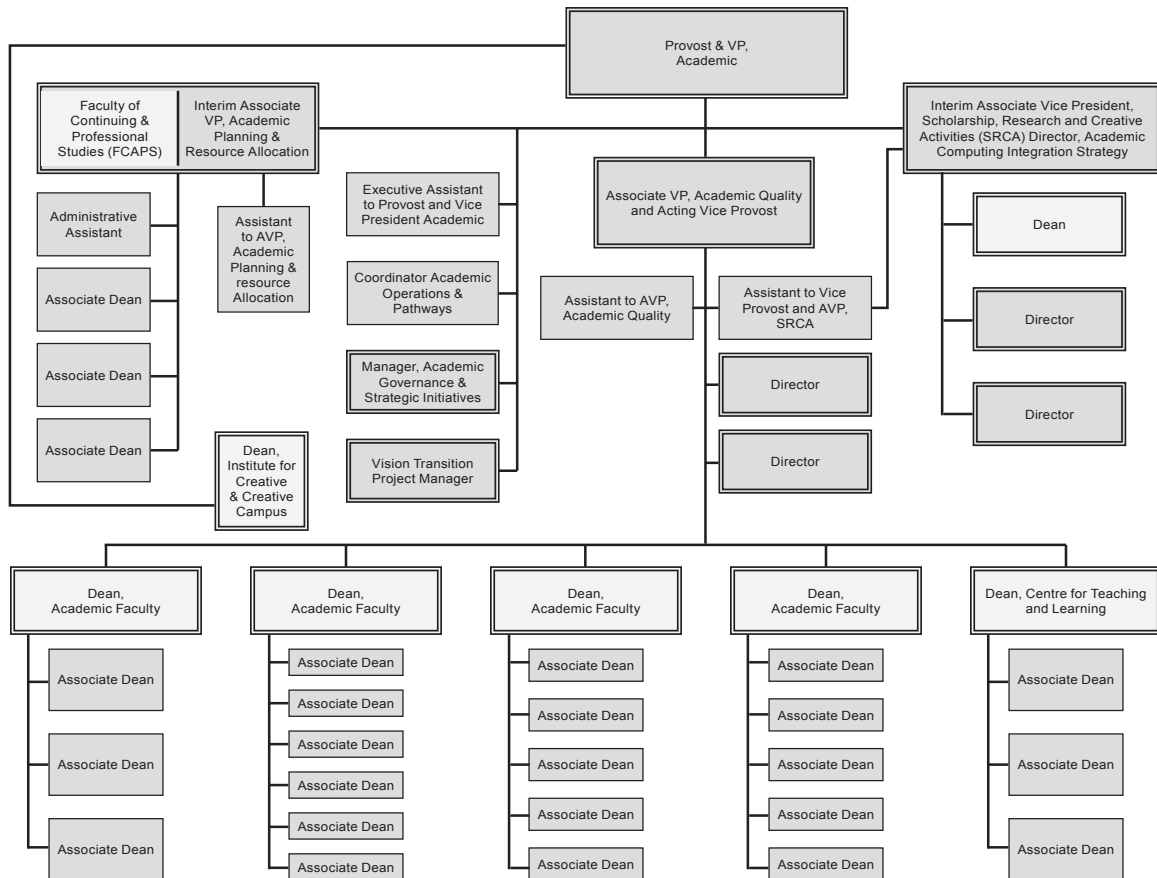 Provost & VP,
Academic
Faculty of
Continuing &
Professional
Studies (FCAPS)
Interim Associate
VP, Academic
Planning &
Resource Allocation
Interim Associate Vice President,
Scholarship, Research and Creative
Activities (SRCA) Director, Academic
Computing Integration Strategy
Administrative
Assistant
Associate Dean
Associate Dean
Associate Dean
Assistant
to AVP,
Academic
Planning &
resource
Allocation
Dean,
Institute for
Creative
& Creative
Campus
Executive Assistant
to Provost and Vice
President Academic
Coordinator Academic
Operations &
Pathways
Manager, Academic
Governance &
Strategic Initiatives
Vision Transition
Project Manager
Associate VP, Academic Quality
and Acting Vice Provost
Assistant to AVP,
Academic Quality
Assistant to Vice
Provost and AVP,
SRCA
Director
Director
Dean
Director
Director
Dean,
Academic Faculty
Associate Dean
Associate Dean
Associate Dean
Dean,
Academic Faculty
Associate Dean
Associate Dean
Associate Dean
Associate Dean
Associate Dean
Associate Dean
Dean,
Academic Faculty
Associate Dean
Associate Dean
Associate Dean
Associate Dean
Associate Dean
Dean,
Academic Faculty
Associate Dean
Associate Dean
Associate Dean
Associate Dean
Associate Dean
Dean, Centre for Teaching
and Learning
Associate Dean
Associate Dean
Associate Dean